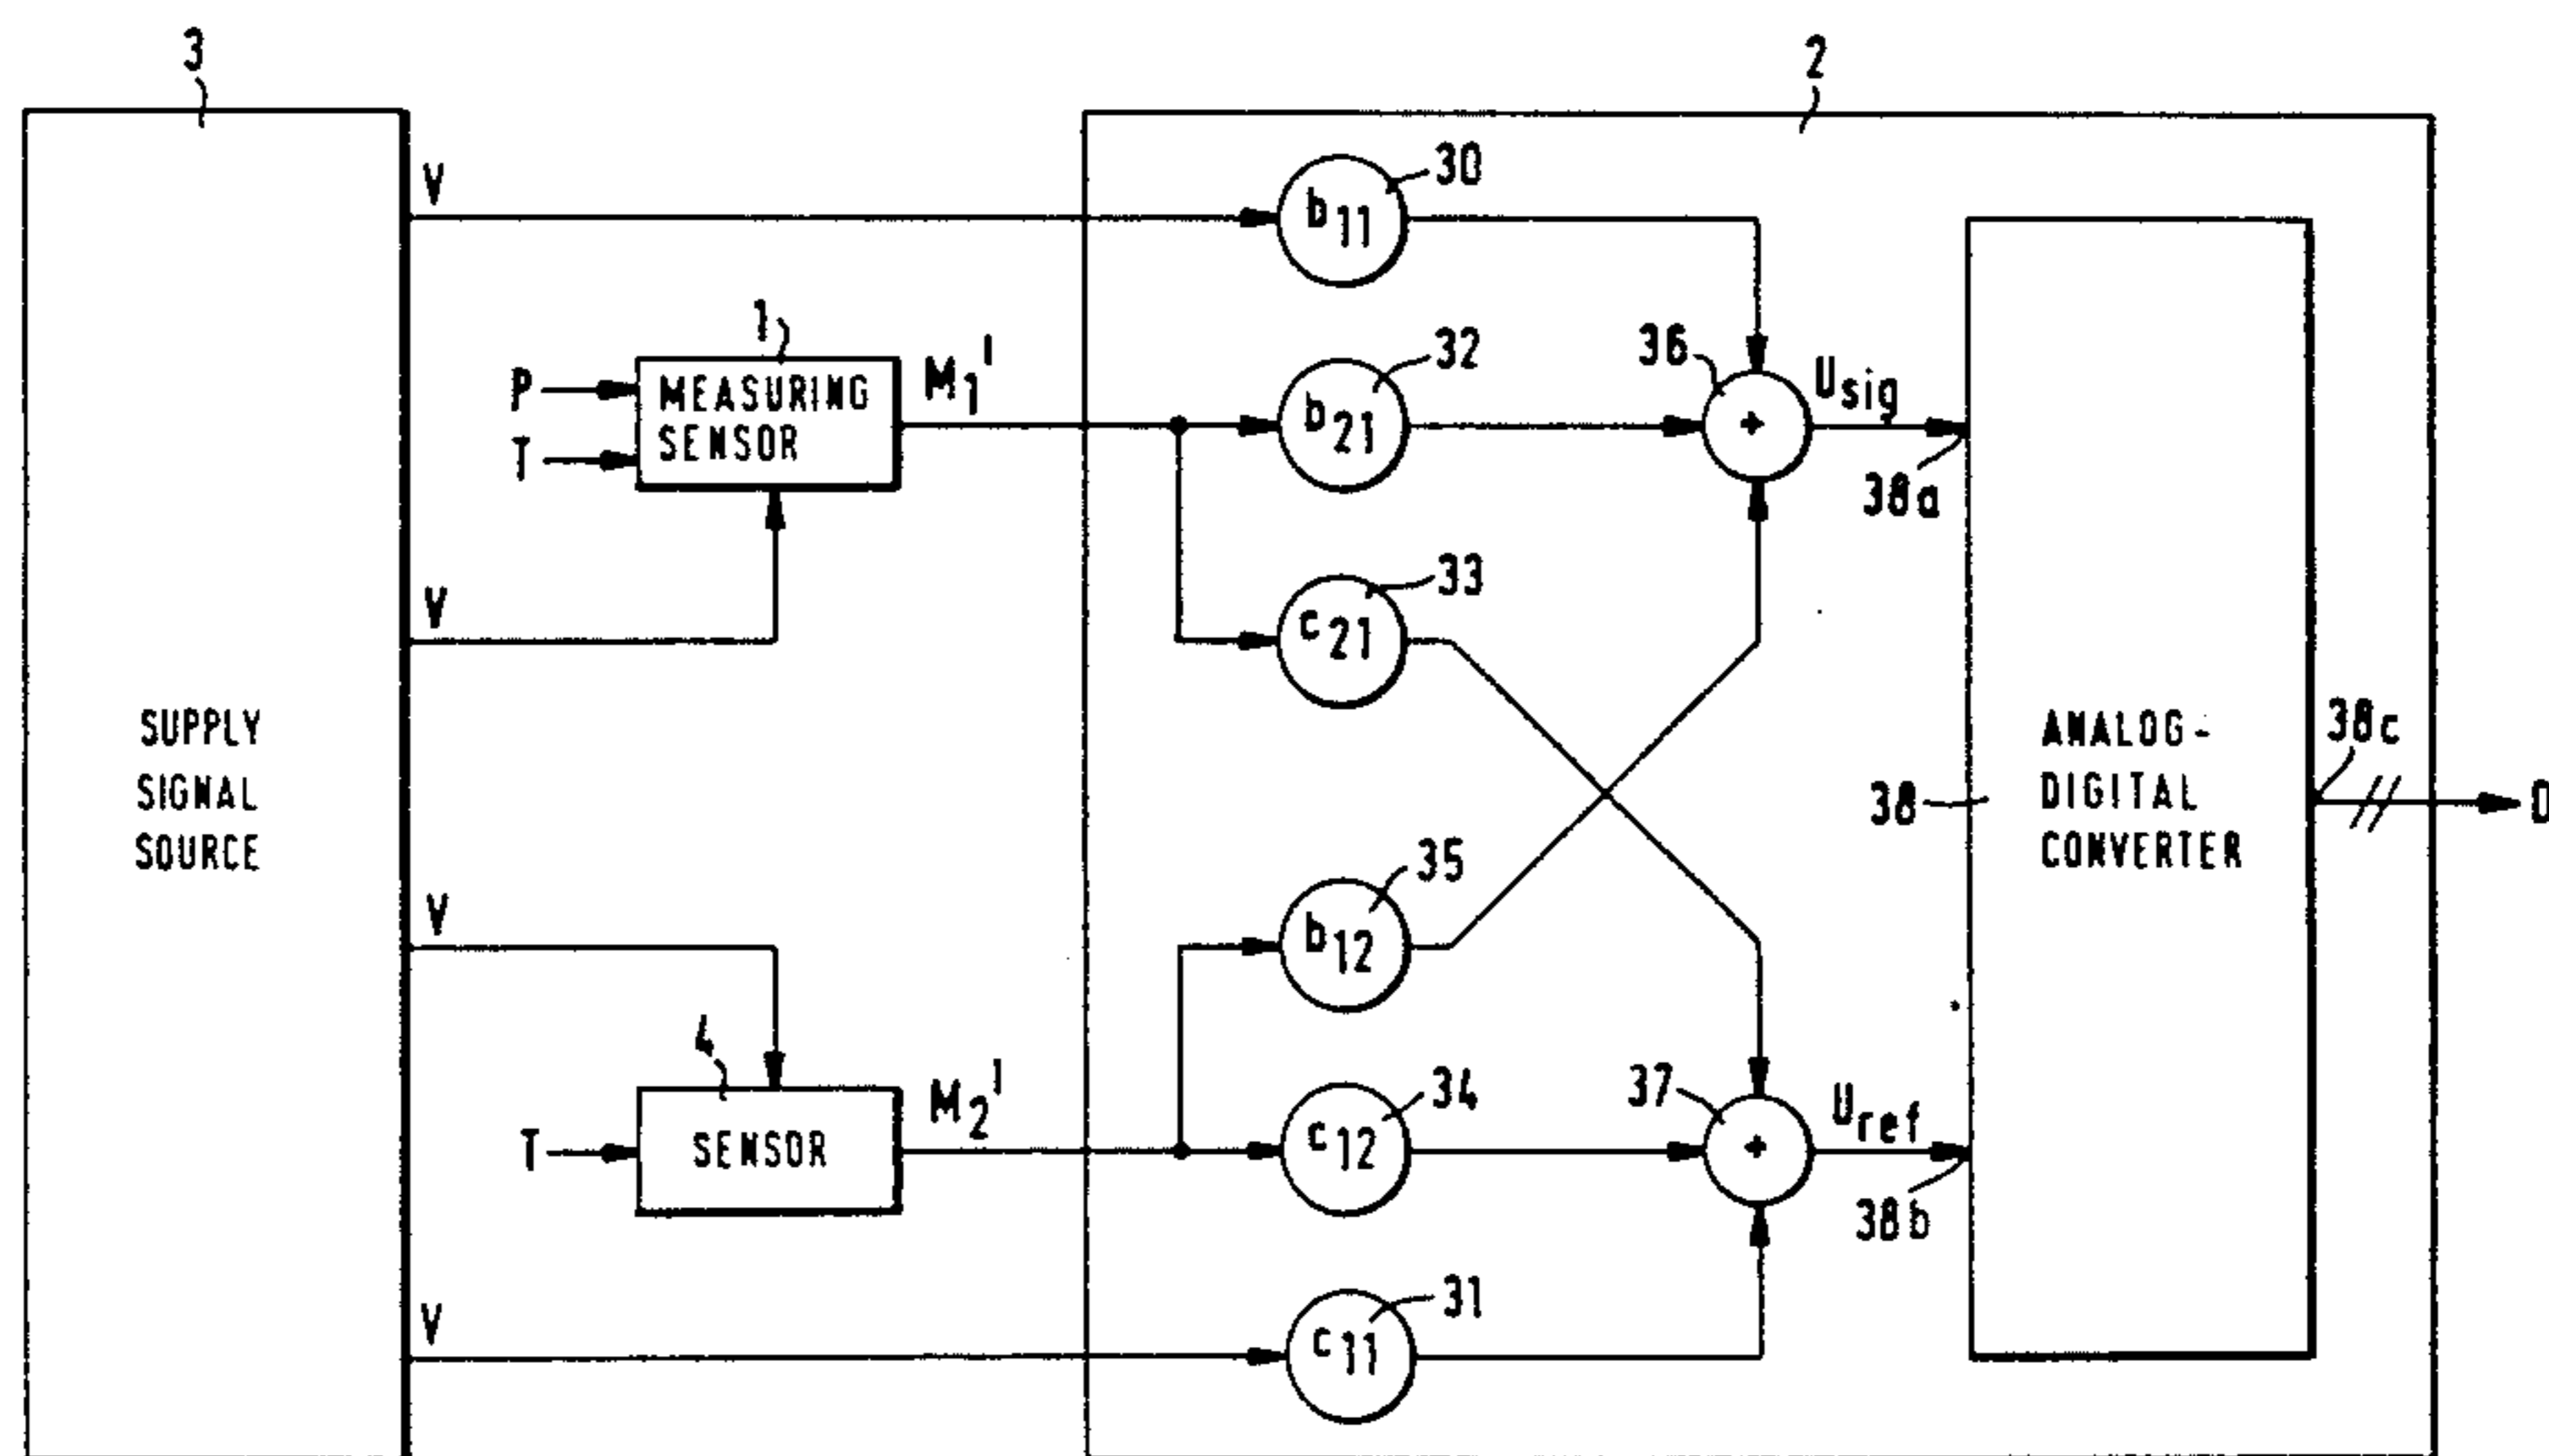 3
2
V
b11
30
1
P
T
MEASURING
SENSOR
M1'
b21
32
36
+
Usig
38a
V
c21
33
SUPPLY
SIGNAL
SOURCE
38
ANALOG-
DIGITAL
CONVERTER
38c
V
b12
35
4
T
SENSOR
M2'
c12
34
37
+
Uref
38b
V
c11
31